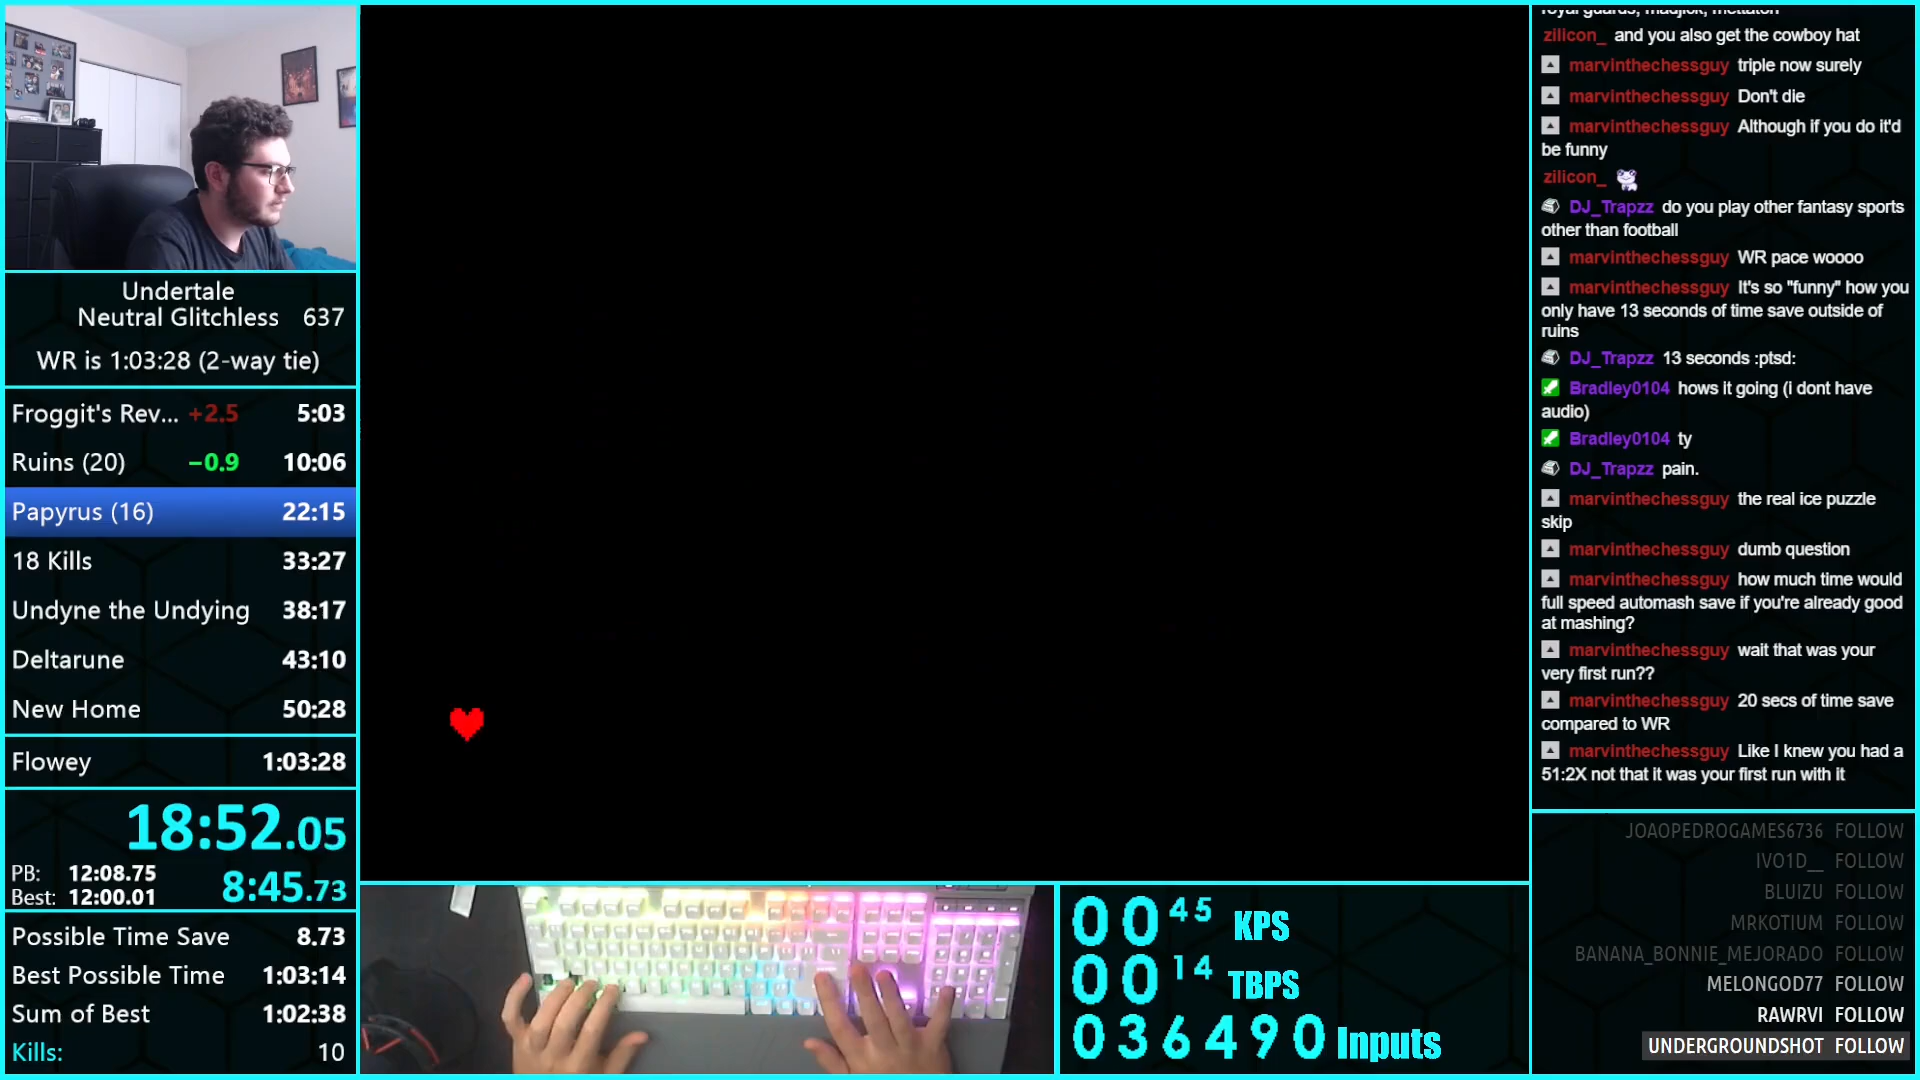 Undertale
Neutral Glitchless 637
WR is 1:03:28 (2-way tie)
Froggit's Rev... +2.5 5:03
Ruins (20) −0.9 10:06
Papyrus (16) 22:15
18 Kills 33:27
Undyne the Undying 38:17
Deltarune 43:10
New Home 50:28
Flowey 1:03:28
18:52.05
PB: 12:08.75
Best: 12:00.01
8:45.73
Possible Time Save 8.73
Best Possible Time 1:03:14
Sum of Best 1:02:38
Kills: 10
00 45 KPS
00 14 TBPS
036490 Inputs
royal guards, madjick, mettaton
zilicon_ and you also get the cowboy hat
marvinthechessguy triple now surely
marvinthechessguy Don't die
marvinthechessguy Although if you do it'd
be funny
zilicon_
DJ_Trapzz do you play other fantasy sports
other than football
marvinthechessguy WR pace woooo
marvinthechessguy It's so "funny" how you
only have 13 seconds of time save outside of
ruins
DJ_Trapzz 13 seconds :ptsd:
Bradley0104 hows it going (i dont have
audio)
Bradley0104 ty
DJ_Trapzz pain.
marvinthechessguy the real ice puzzle
skip
marvinthechessguy dumb question
marvinthechessguy how much time would
full speed automash save if you're already good
at mashing?
marvinthechessguy wait that was your
very first run??
marvinthechessguy 20 secs of time save
compared to WR
marvinthechessguy Like I knew you had a
51:2X not that it was your first run with it
JOAOPEDROGAMES6736 FOLLOW
IVO1D__ FOLLOW
BLUIZU FOLLOW
MRKOTIUM FOLLOW
BANANA_BONNIE_MEJORADO FOLLOW
MELONGOD77 FOLLOW
RAWRVI FOLLOW
UNDERGROUNDSHOT FOLLOW